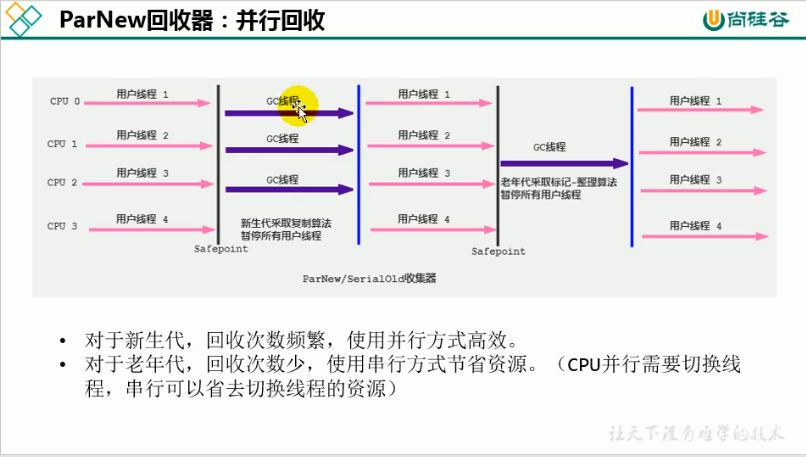 ParNew回收器：并行回收
尚硅谷
CPU 0
用户线程 1
GC线程
用户线程 1
用户线程 1
CPU 1
用户线程 2
GC线程
用户线程 2
GC线程
用户线程 2
CPU 2
用户线程 3
GC线程
用户线程 3
老年代采取标记-整理算法
暂停所有用户线程
用户线程 3
CPU 3
用户线程 4
新生代采取复制算法
暂停所有用户线程
用户线程 4
用户线程 4
Safepoint
Safepoint
ParNew/SerialOld收集器
• 对于新生代，回收次数频繁，使用并行方式高效。
• 对于老年代，回收次数少，使用串行方式节省资源。（CPU并行需要切换线
程，串行可以省去切换线程的资源）
让天下没有难学的技术